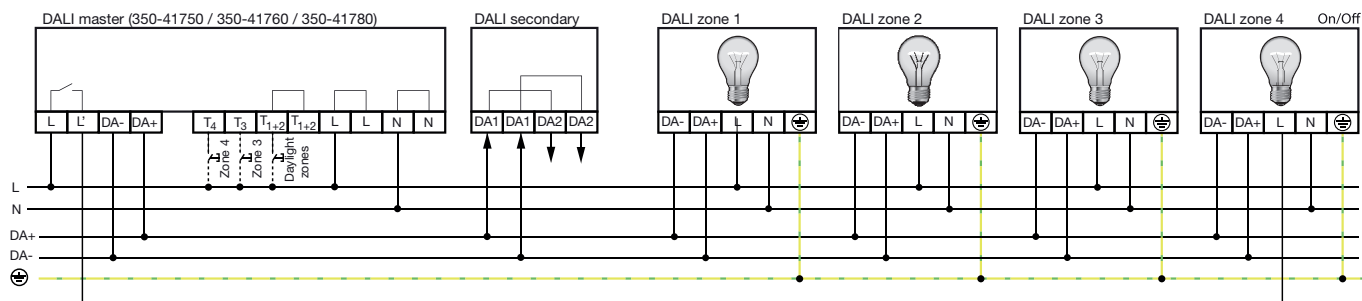 DALI master (350-41750 / 350-41760 / 350-41780)
DALI secondary
DALI zone 1
DALI zone 2
DALI zone 3
DALI zone 4
On/Off
L L' DA- DA+ T4 T3 T1+2 T1+2 L L N N
DA1 DA1 DA2 DA2
DA- DA+ L N
DA- DA+ L N
DA- DA+ L N
DA- DA+ L N
Zone 4
Zone 3
Daylight
zones
L
N
DA+
DA-